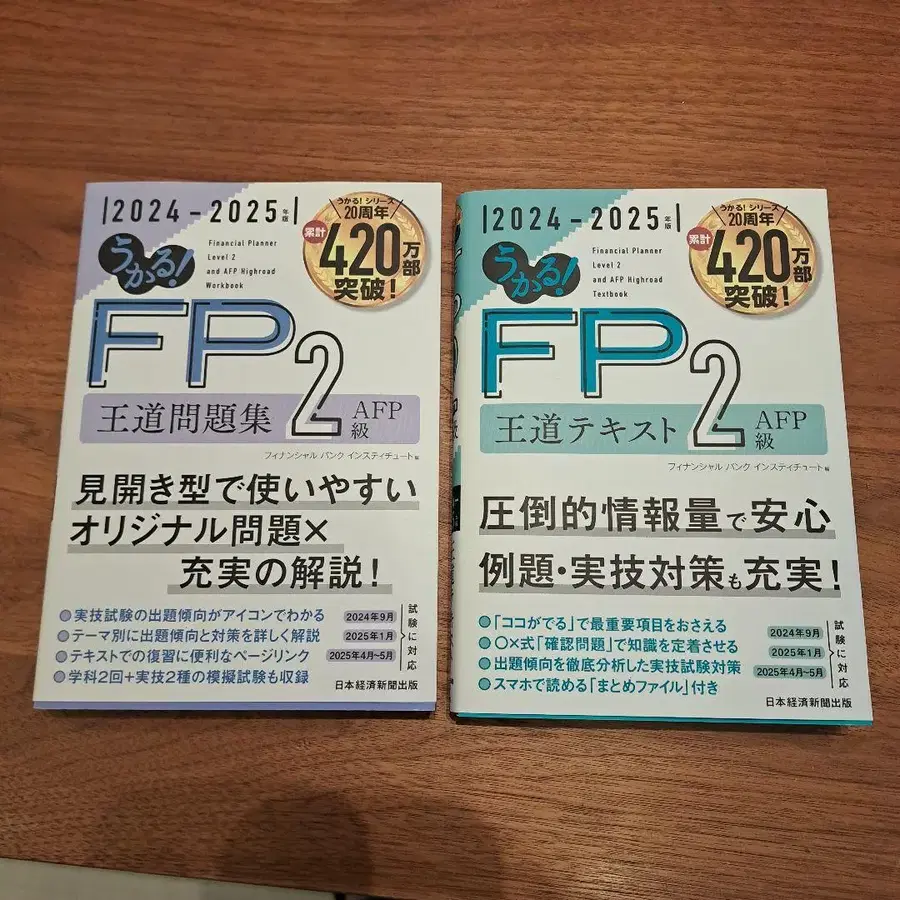 2024-2025年版
うかる!
Financial Planner
Level 2
and AFP Highroad
Workbook
うかる!シリーズ
20周年
累計
420万部
突破!
FP2級
AFP
王道問題集
フィナンシャル バンク インスティチュート 編
見開き型で使いやすい
オリジナル問題×
充実の解説!
実技試験の出題傾向がアイコンでわかる
テーマ別に出題傾向と対策を詳しく解説
テキストでの復習に便利なページリンク
学科2回+実技2種の模擬試験も収録
2024年9月
2025年1月
2025年4月~5月
試験に対応
日本経済新聞出版
2024-2025年版
うかる!
Financial Planner
Level 2
and AFP Highroad
Textbook
うかる!シリーズ
20周年
累計
420万部
突破!
FP2級
AFP
王道テキスト
フィナンシャル バンク インスティチュート 編
圧倒的情報量で安心
例題・実技対策も充実!
「ココがでる」で最重要項目をおさえる
○×式「確認問題」で知識を定着させる
出題傾向を徹底分析した実技試験対策
スマホで読める「まとめファイル」付き
2024年9月
2025年1月
2025年4月~5月
試験に対応
日本経済新聞出版